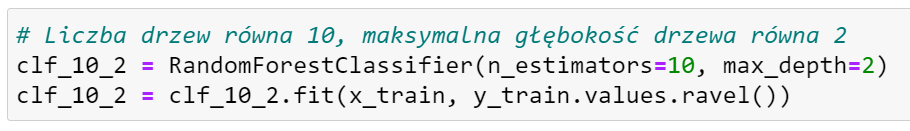 # Liczba drzew równa 10, maksymalna głębokość drzewa równa 2
clf_10_2 = RandomForestClassifier(n_estimators=10, max_depth=2)
clf_10_2 = clf_10_2.fit(x_train, y_train.values.ravel())